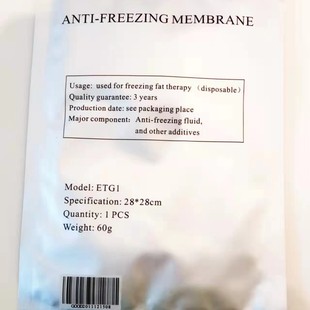 ANTI-FREEZING MEMBRANE
Usage: used for freezing fat therapy (disposable)
Quality guarantee: 3 years
Production date: see packaging place
Major component: Anti-freezing fluid,
and other additives
Model: ETG1
Specification: 28*28cm
Quantity: 1 PCS
Weight: 60g